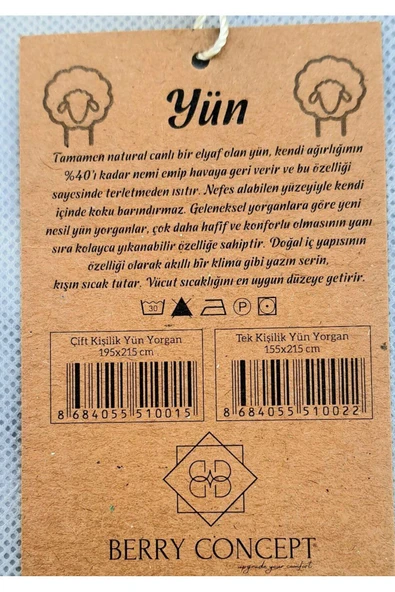 Yün
Tamamen natural canlı bir elyaf olan yün, kendi ağırlığının
%40'ı kadar nemi emip havaya geri verir ve bu özelliği
sayesinde terletmeden ısıtır. Nefes alabilen yüzeyiyle kendi
içinde koku barındırmaz. Geleneksel yorganlara göre yeni
nesil yün yorganlar, çok daha hafif ve konforlu olmasının yanı
sıra kolayca yıkanabilir özelliğe sahiptir. Doğal iç yapısının
özelliği olarak akıllı bir klima gibi yazın serin,
kışın sıcak tutar. Vücut sıcaklığını en uygun düzeye getirir.
30 P
Çift Kişilik Yün Yorgan
195x215 cm
8 684055 510015
Tek Kişilik Yün Yorgan
155x215 cm
8 684055 510022
BERRY CONCEPT
upgrade your comfort